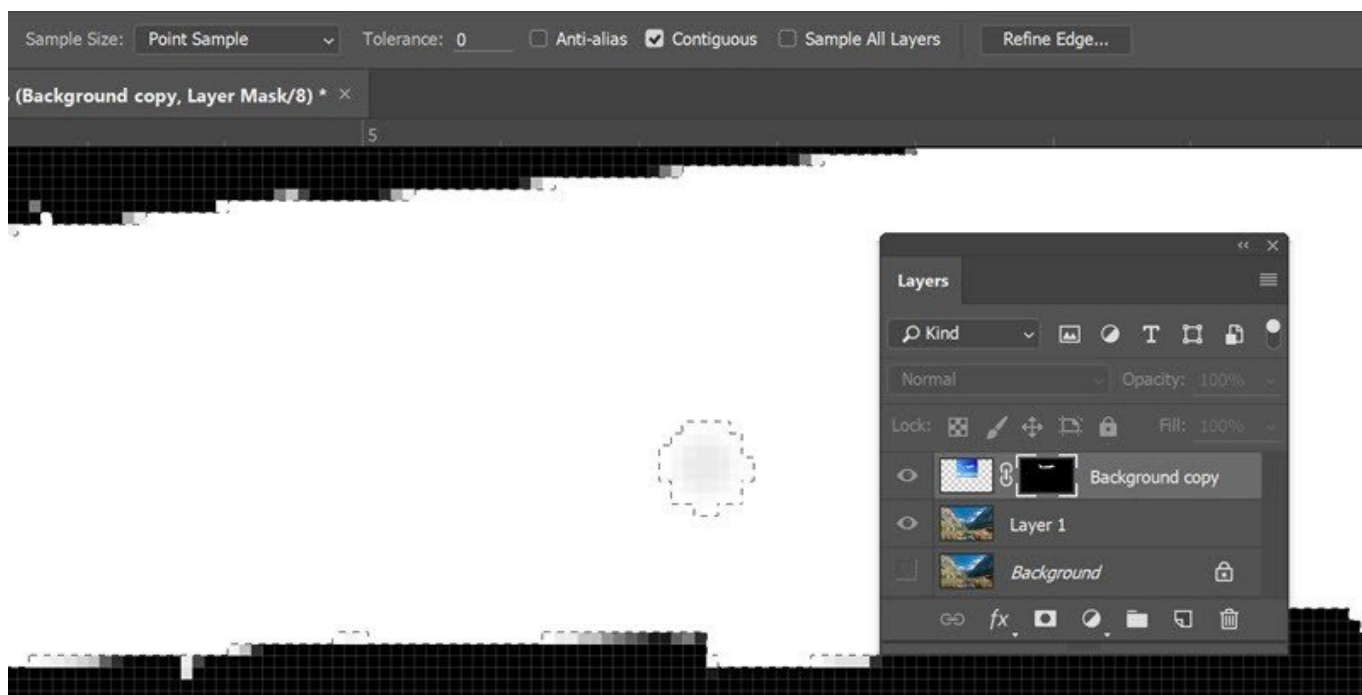 Sample Size: Point Sample Tolerance: 0 Anti-alias Contiguous Sample All Layers Refine Edge...
(Background copy, Layer Mask/8) * ×
5
Layers
Kind
Normal Opacity: 100%
Lock: Fill: 100%
Background copy
Layer 1
Background
fx